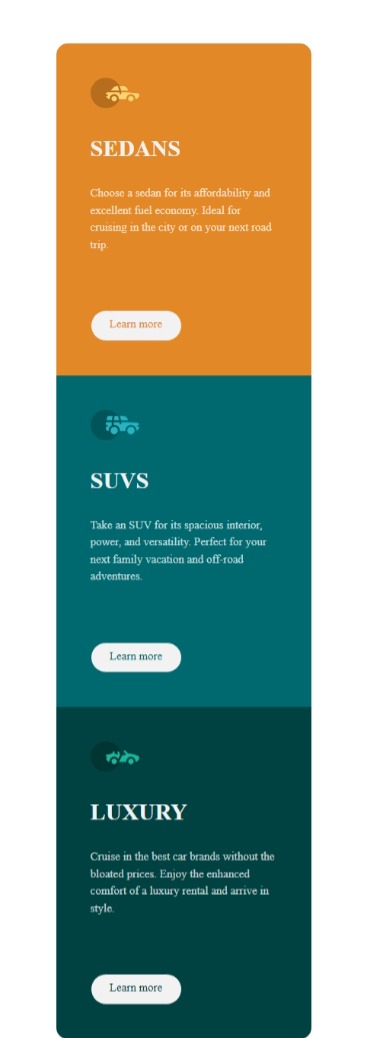 SEDANS
Choose a sedan for its affordability and
excellent fuel economy. Ideal for
cruising in the city or on your next road
trip.
Learn more
SUVS
Take an SUV for its spacious interior,
power, and versatility. Perfect for your
next family vacation and off-road
adventures.
Learn more
LUXURY
Cruise in the best car brands without the
bloated prices. Enjoy the enhanced
comfort of a luxury rental and arrive in
style.
Learn more